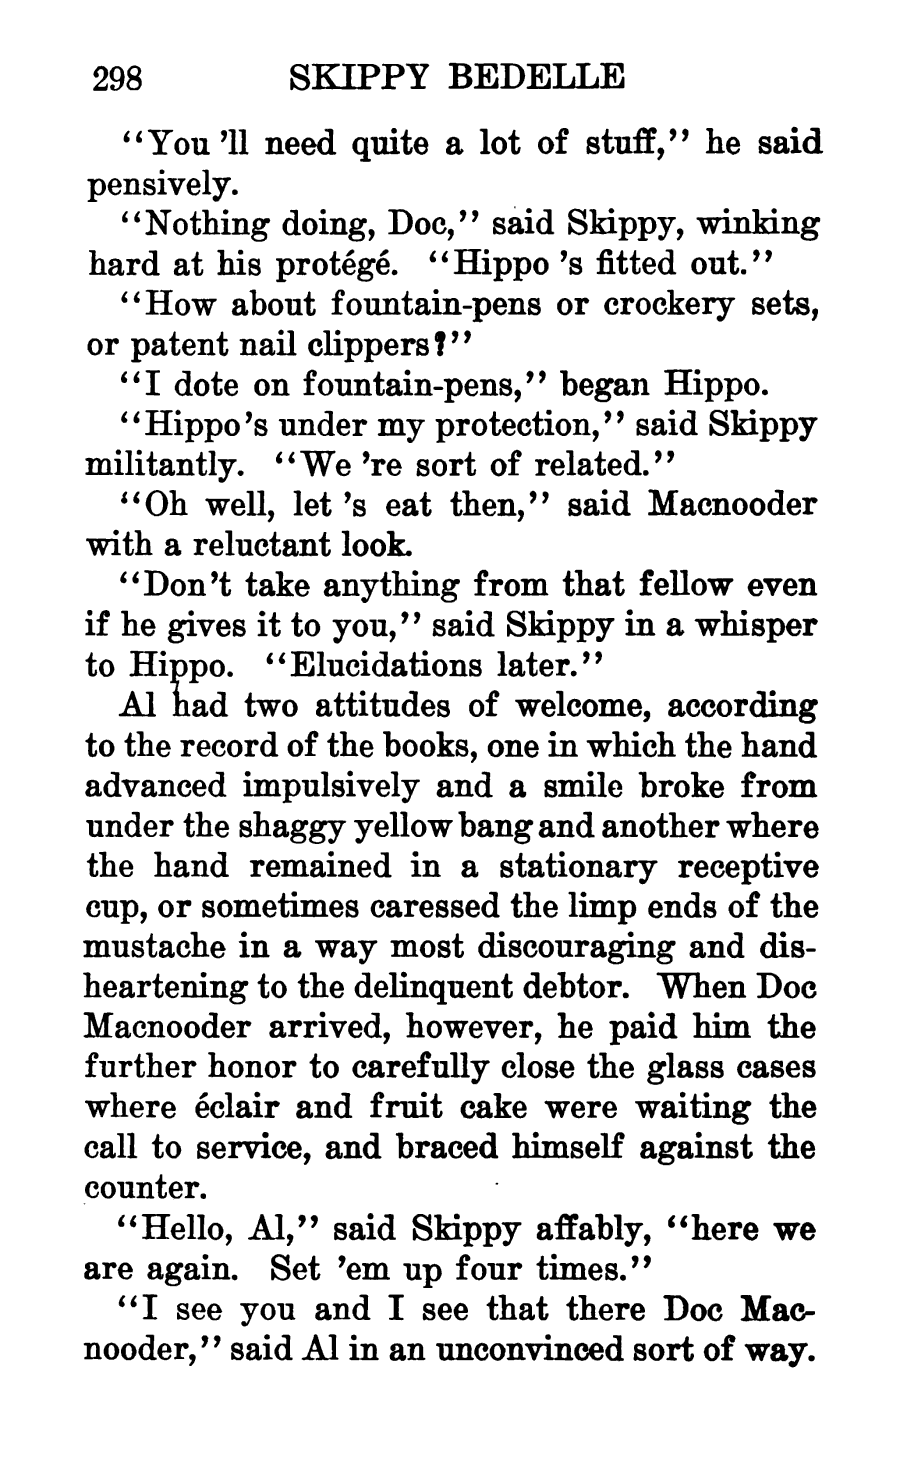 298 SKIPPY BEDELLE
"You 'll need quite a lot of stuff," he said
pensively.
"Nothing doing, Doc," said Skippy, winking
hard at his protégé. "Hippo 's fitted out."
"How about fountain-pens or crockery sets,
or patent nail clippers?"
"I dote on fountain-pens," began Hippo.
"Hippo's under my protection," said Skippy
militantly. "We 're sort of related."
"Oh well, let 's eat then," said Macnooder
with a reluctant look.
"Don't take anything from that fellow even
if he gives it to you," said Skippy in a whisper
to Hippo. "Elucidations later."
Al had two attitudes of welcome, according
to the record of the books, one in which the hand
advanced impulsively and a smile broke from
under the shaggy yellow bang and another where
the hand remained in a stationary receptive
cup, or sometimes caressed the limp ends of the
mustache in a way most discouraging and dis-
heartening to the delinquent debtor. When Doc
Macnooder arrived, however, he paid him the
further honor to carefully close the glass cases
where éclair and fruit cake were waiting the
call to service, and braced himself against the
counter.
"Hello, Al," said Skippy affably, "here we
are again. Set 'em up four times."
"I see you and I see that there Doc Mac-
nooder," said Al in an unconvinced sort of way.